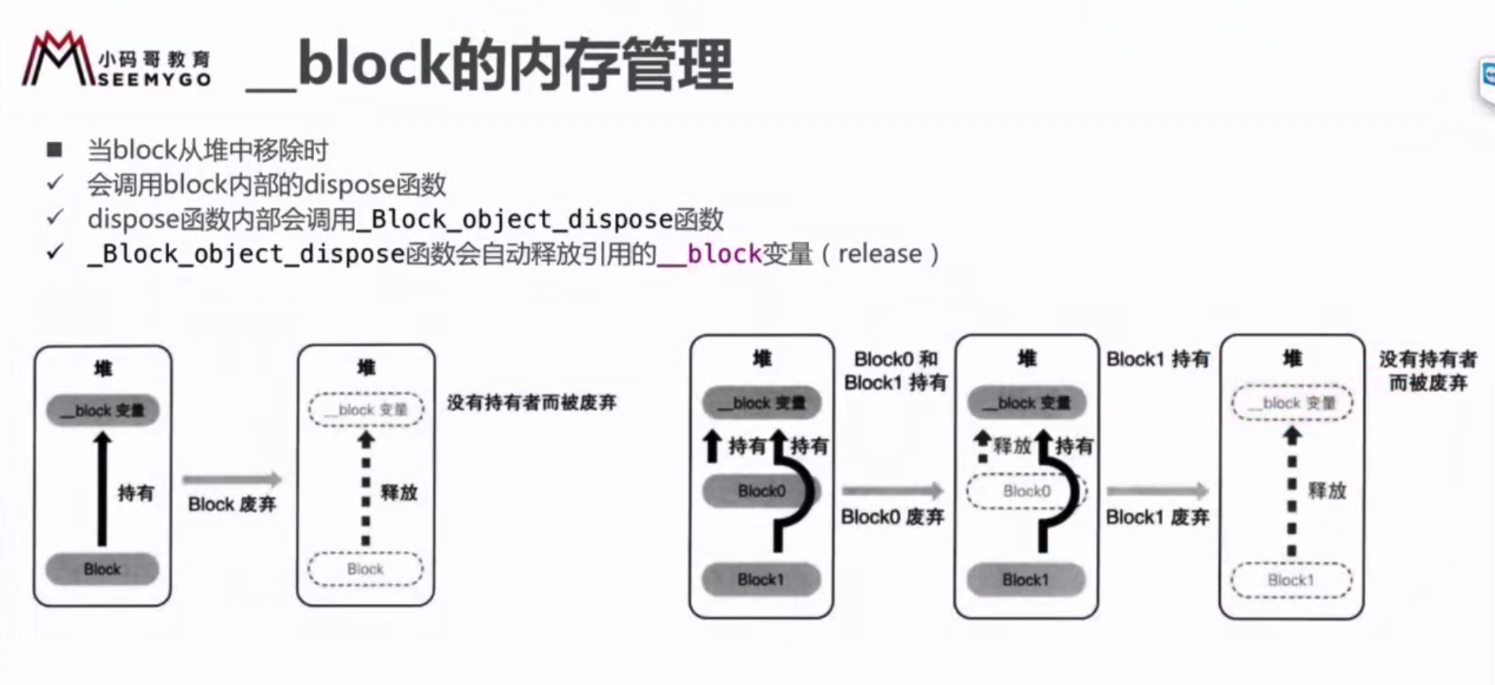 小码哥教育
SEEMYGO
__block的内存管理
当block从堆中移除时
会调用block内部的dispose函数
dispose函数内部会调用_Block_object_dispose函数
_Block_object_dispose函数会自动释放引用的__block变量（release）
堆
__block 变量
持有
Block
Block 废弃
堆
__block 变量
释放
Block
没有持有者而被废弃
堆
__block 变量
持有
持有
Block0
Block1
Block0 和
Block1 持有
Block0 废弃
堆
__block 变量
释放
持有
Block0
Block1
Block1 持有
Block1 废弃
堆
__block 变量
释放
Block1
没有持有者
而被废弃